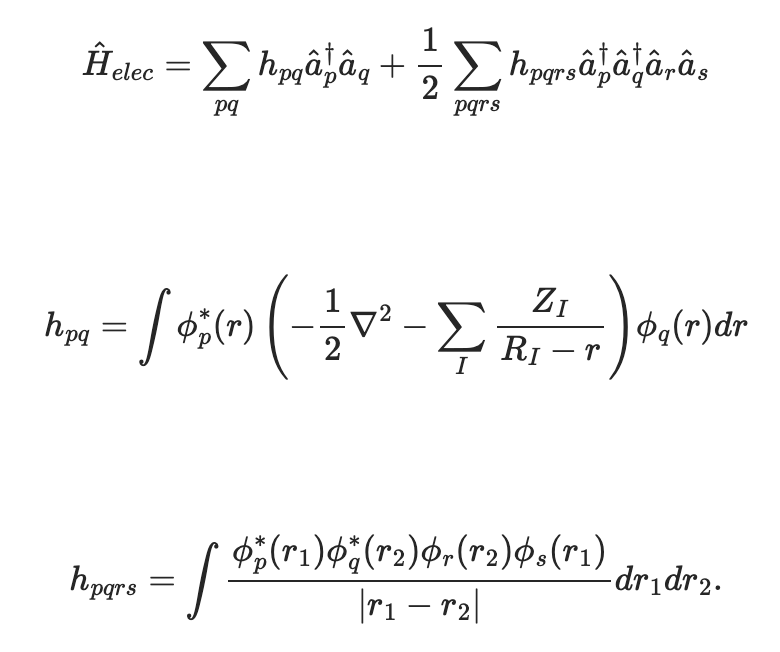 $\hat{H}_{elec} = \sum_{pq} h_{pq} \hat{a}_p^\dagger \hat{a}_q + \frac{1}{2} \sum_{pqrs} h_{pqrs} \hat{a}_p^\dagger \hat{a}_q^\dagger \hat{a}_r \hat{a}_s$
$h_{pq} = \int \phi_p^*(r) \left( -\frac{1}{2} \nabla^2 - \sum_I \frac{Z_I}{R_I - r} \right) \phi_q(r) dr$
$h_{pqrs} = \int \frac{\phi_p^*(r_1) \phi_q^*(r_2) \phi_r(r_2) \phi_s(r_1)}{|r_1 - r_2|} dr_1 dr_2.$